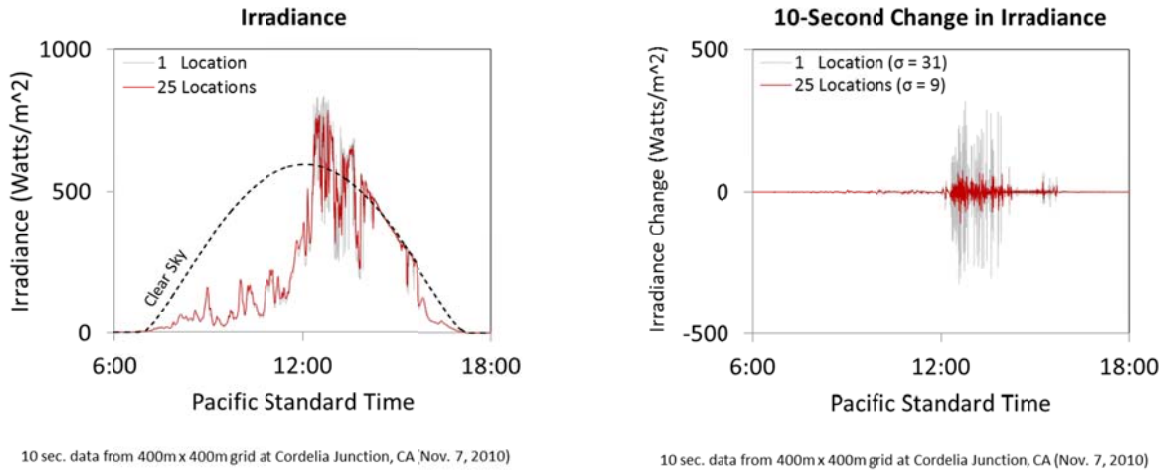 Irradiance
1000
1 Location
25 Locations
500
Clear Sky
0
6:00 12:00 18:00
Irradiance (Watts/m^2)
Pacific Standard Time
10 sec. data from 400m x 400m grid at Cordelia Junction, CA (Nov. 7, 2010)
10-Second Change in Irradiance
500
1 Location (σ = 31)
25 Locations (σ = 9)
0
-500
6:00 12:00 18:00
Irradiance Change (Watts/m^2)
Pacific Standard Time
10 sec. data from 400m x 400m grid at Cordelia Junction, CA (Nov. 7, 2010)